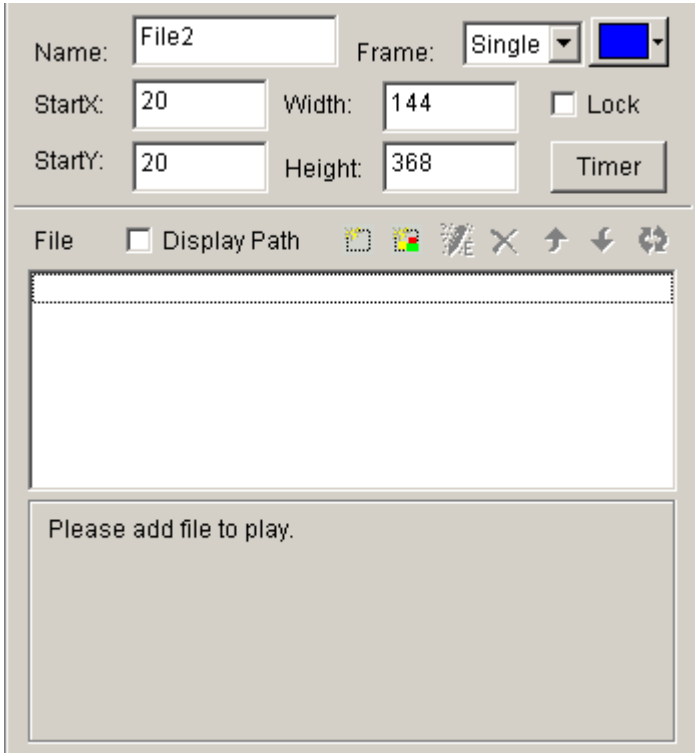 Name: File2 Frame: Single
StartX: 20 Width: 144 Lock
StartY: 20 Height: 368 Timer
File Display Path
Please add file to play.